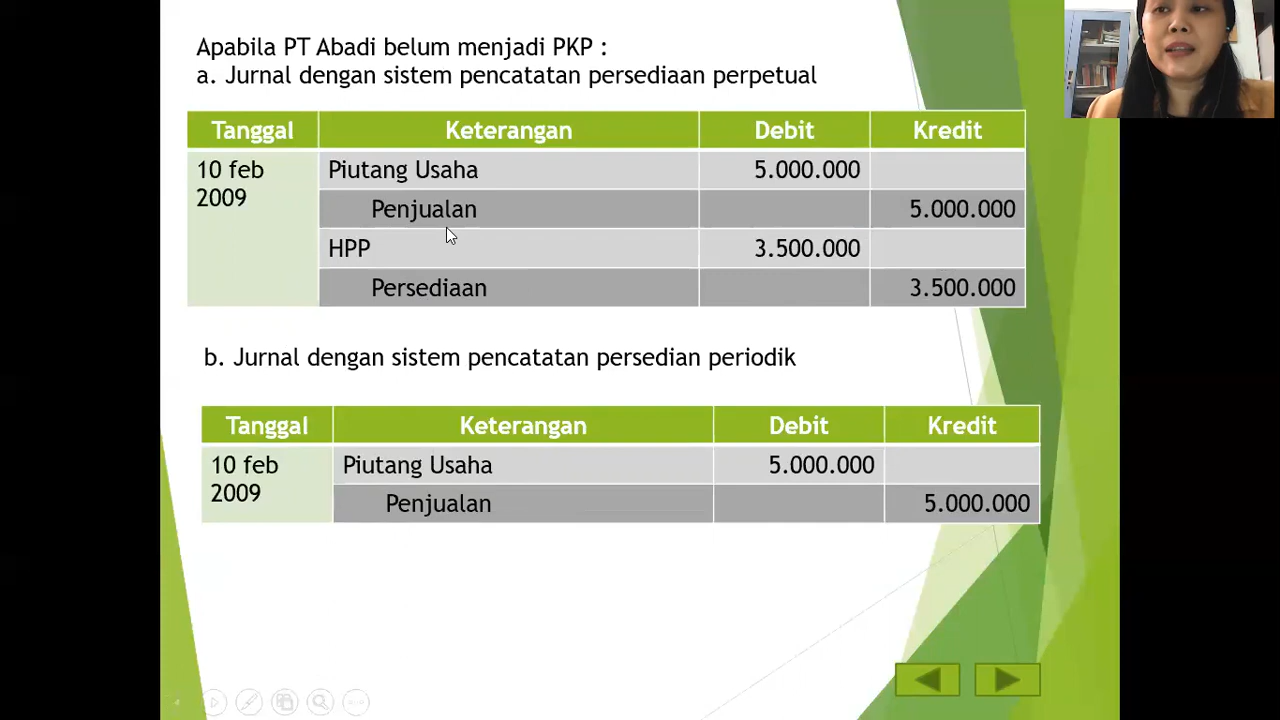 Apabila PT Abadi belum menjadi PKP :
a. Jurnal dengan sistem pencatatan persediaan perpetual
Tanggal Keterangan Debit Kredit
10 feb 2009 Piutang Usaha 5.000.000
Penjualan 5.000.000
HPP 3.500.000
Persediaan 3.500.000
b. Jurnal dengan sistem pencatatan persedian periodik
Tanggal Keterangan Debit Kredit
10 feb 2009 Piutang Usaha 5.000.000
Penjualan 5.000.000